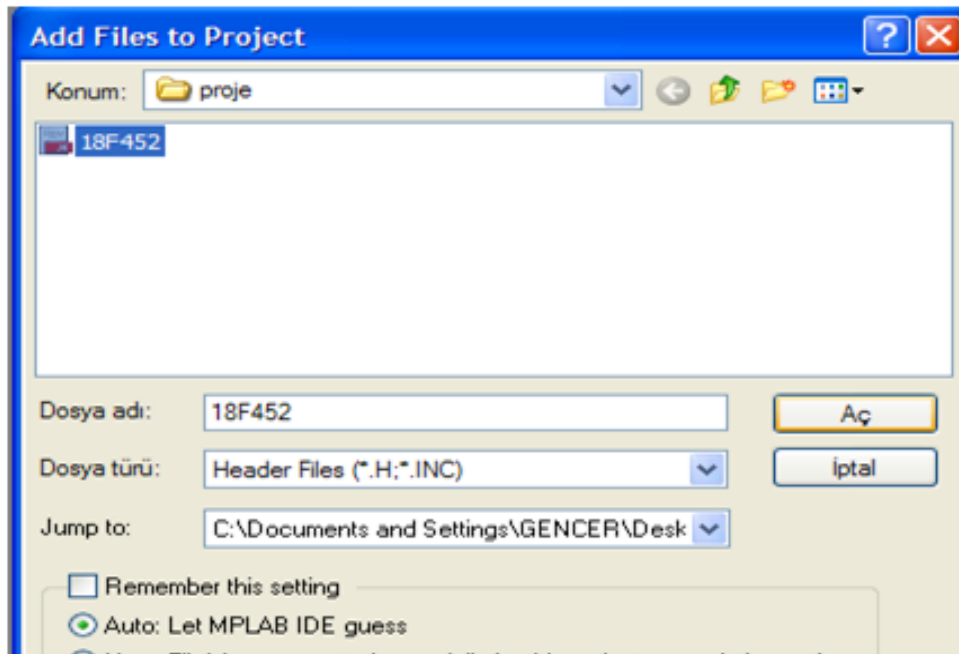 Add Files to Project
Konum: proje
18F452
Dosya adı: 18F452 Aç
Dosya türü: Header Files (*.H;*.INC) İptal
Jump to: C:\Documents and Settings\GENCER\Desk
Remember this setting
Auto: Let MPLAB IDE guess